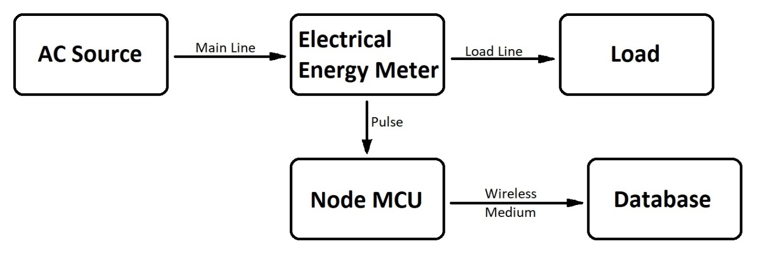 AC Source
Main Line
Electrical
Energy Meter
Load Line
Load
Pulse
Node MCU
Wireless
Medium
Database